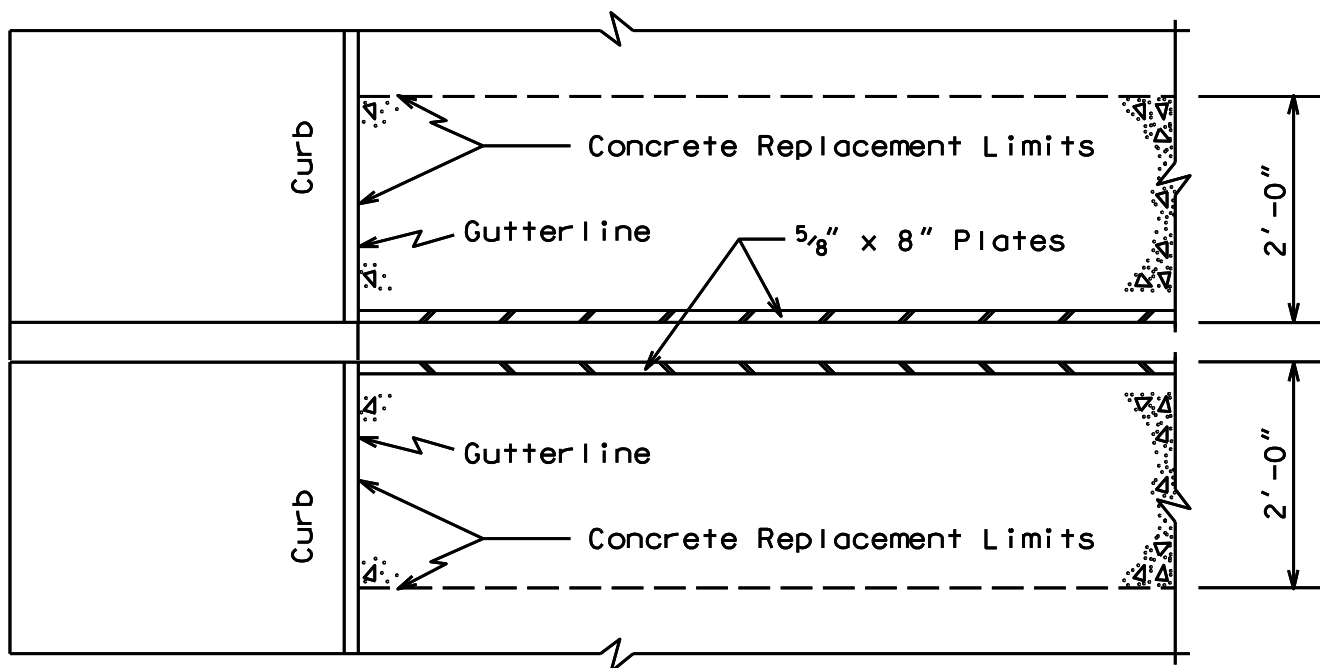 Curb
Concrete Replacement Limits
Gutterline
5/8" x 8" Plates
2'-0"
Gutterline
Curb
Concrete Replacement Limits
2'-0"